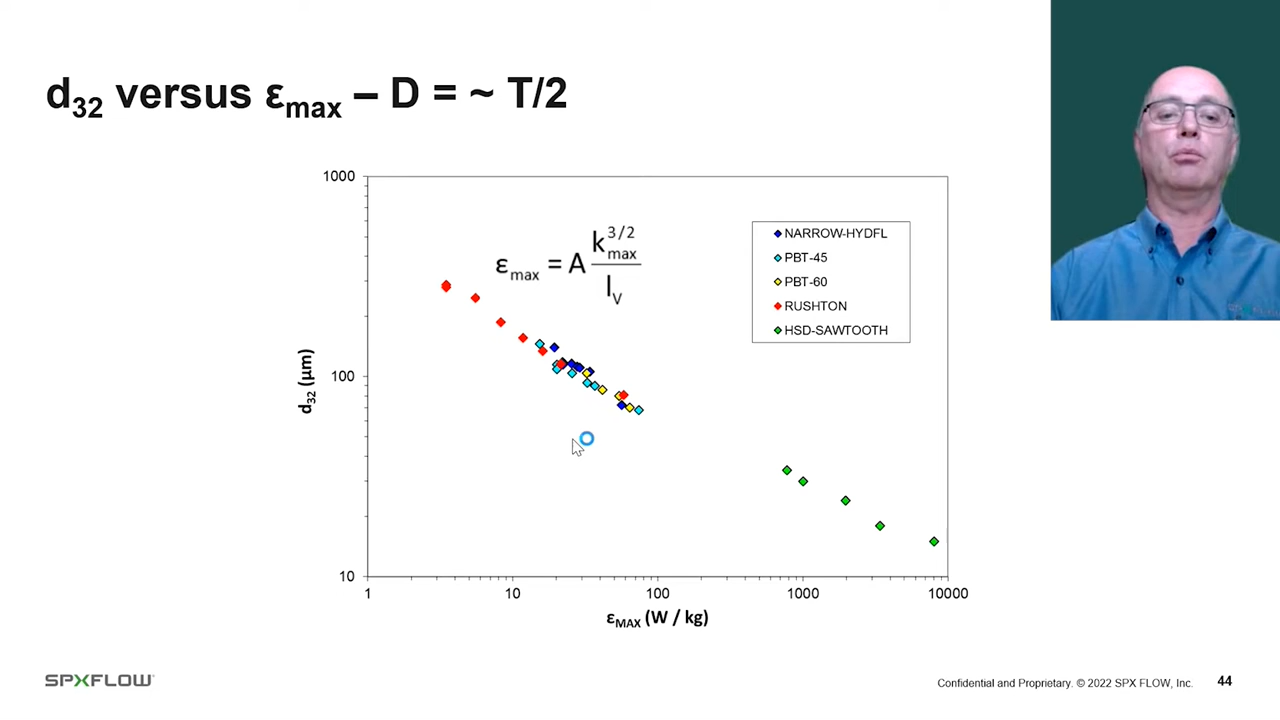 d32 versus εmax – D = ~ T/2
1000
100
10
d32 (μm)
εmax = A k^3/2 max / lV
NARROW-HYDFL
PBT-45
PBT-60
RUSHTON
HSD-SAWTOOTH
1 10 100 1000 10000
εMAX (W / kg)
SPXFLOW
Confidential and Proprietary. © 2022 SPX FLOW, Inc. 44